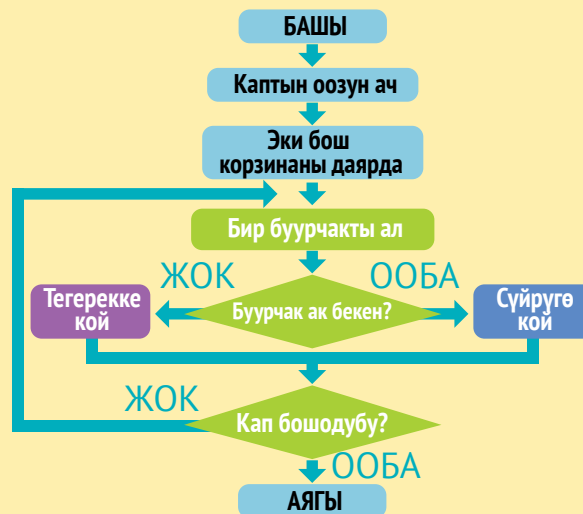 БАШЫ
Каптын оозун ач
Эки бош
корзинаны даярда
Бир буурчакты ал
ЖОК
ООБА
Тегерекке
кой
Буурчак ак бекен?
Сүйрүгө
кой
ЖОК
Кап бошодубу?
ООБА
АЯГЫ